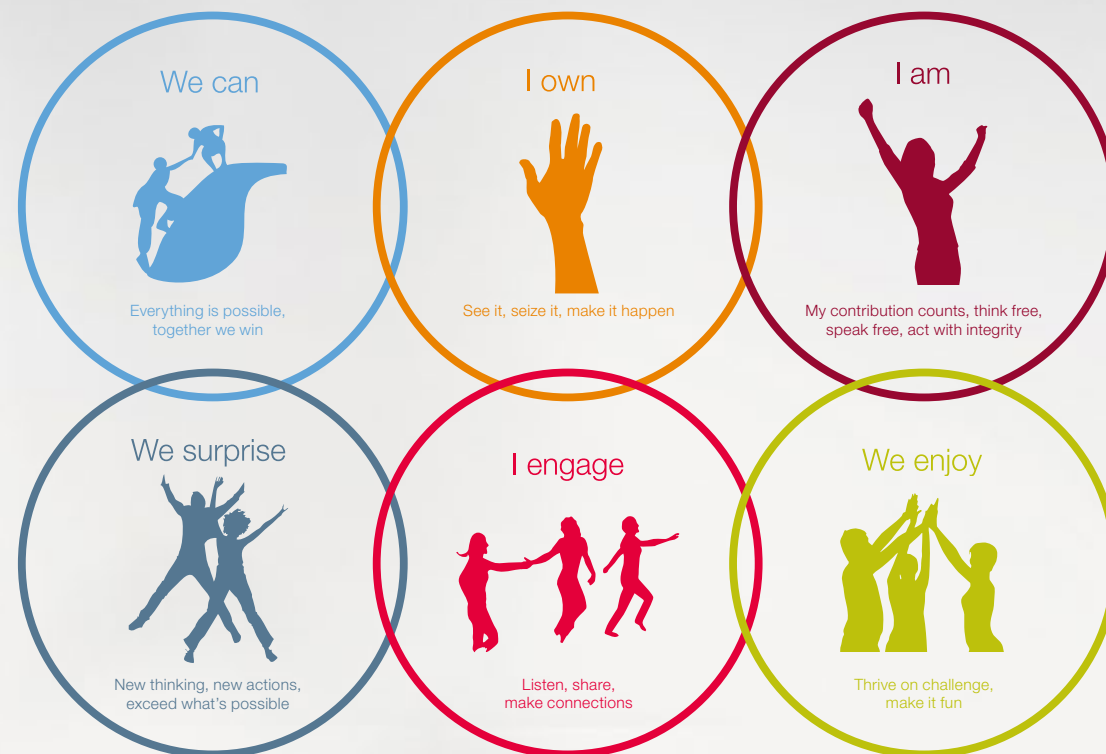 We can
Everything is possible,
together we win
I own
See it, seize it, make it happen
I am
My contribution counts, think free,
speak free, act with integrity
We surprise
New thinking, new actions,
exceed what's possible
I engage
Listen, share,
make connections
We enjoy
Thrive on challenge,
make it fun